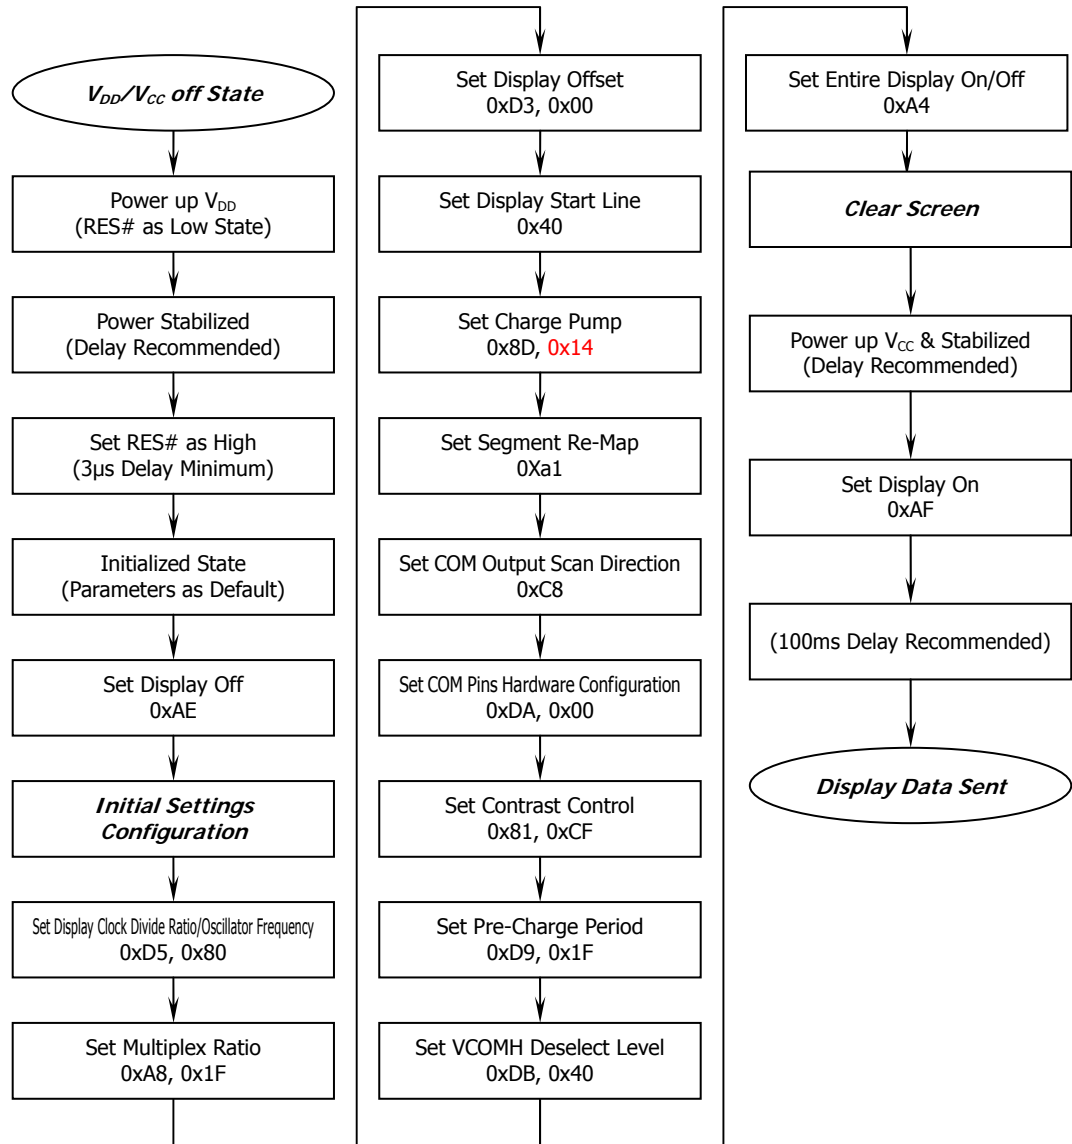 V_DD/V_CC off State
Power up V_DD
(RES# as Low State)
Power Stabilized
(Delay Recommended)
Set RES# as High
(3μs Delay Minimum)
Initialized State
(Parameters as Default)
Set Display Off
0xAE
Initial Settings
Configuration
Set Display Clock Divide Ratio/Oscillator Frequency
0xD5, 0x80
Set Multiplex Ratio
0xA8, 0x1F
Set Display Offset
0xD3, 0x00
Set Display Start Line
0x40
Set Charge Pump
0x8D, 0x14
Set Segment Re-Map
0Xa1
Set COM Output Scan Direction
0xC8
Set COM Pins Hardware Configuration
0xDA, 0x00
Set Contrast Control
0x81, 0xCF
Set Pre-Charge Period
0xD9, 0x1F
Set VCOMH Deselect Level
0xDB, 0x40
Set Entire Display On/Off
0xA4
Clear Screen
Power up V_CC & Stabilized
(Delay Recommended)
Set Display On
0xAF
(100ms Delay Recommended)
Display Data Sent